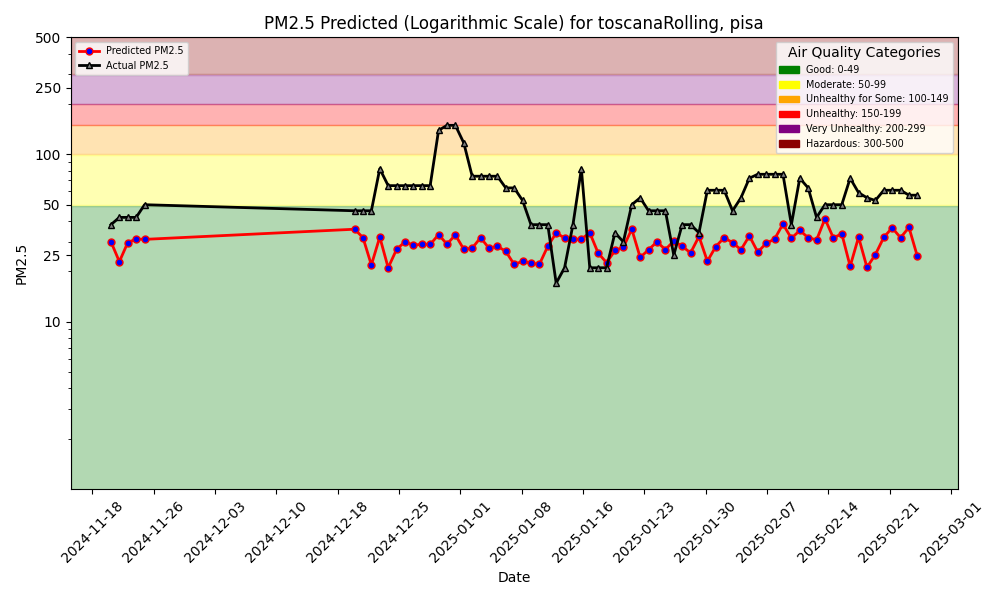 PM2.5 Predicted (Logarithmic Scale) for toscanaRolling, pisa
Predicted PM2.5
Actual PM2.5
Air Quality Categories
Good: 0-49
Moderate: 50-99
Unhealthy for Some: 100-149
Unhealthy: 150-199
Very Unhealthy: 200-299
Hazardous: 300-500
500
250
100
50
25
10
PM2.5
2024-11-18
2024-11-26
2024-12-03
2024-12-10
2024-12-18
2024-12-25
2025-01-01
2025-01-08
2025-01-16
2025-01-23
2025-01-30
2025-02-07
2025-02-14
2025-02-21
2025-03-01
Date